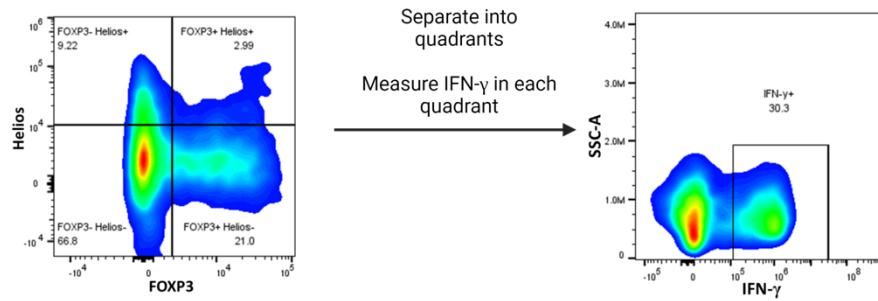 Separate into
quadrants
Measure IFN-γ in each
quadrant
10^6
10^5
10^4
0
-10^4
Helios
FOXP3- Helios+
9.22
FOXP3+ Helios+
2.99
FOXP3- Helios-
66.8
FOXP3+ Helios-
21.0
-10^4
0
10^4
10^5
FOXP3
4.0M
3.0M
2.0M
1.0M
0
SSC-A
IFN-y+
30.3
-10^5
0
10^5
10^6
10^8
IFN-γ